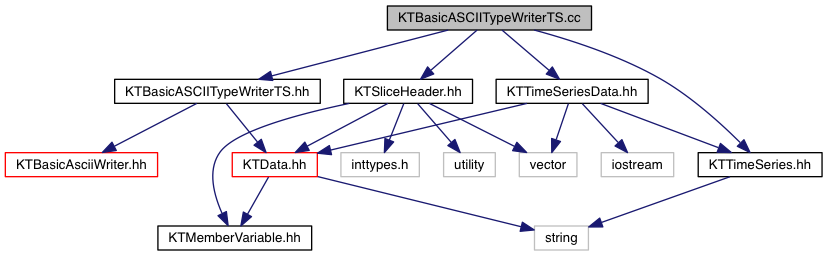 KTBasicASCIITypeWriterTS.cc
KTBasicASCIITypeWriterTS.hh
KTSliceHeader.hh
KTTimeSeriesData.hh
KTBasicAsciiWriter.hh
KTData.hh
inttypes.h
utility
vector
iostream
KTTimeSeries.hh
KTMemberVariable.hh
string